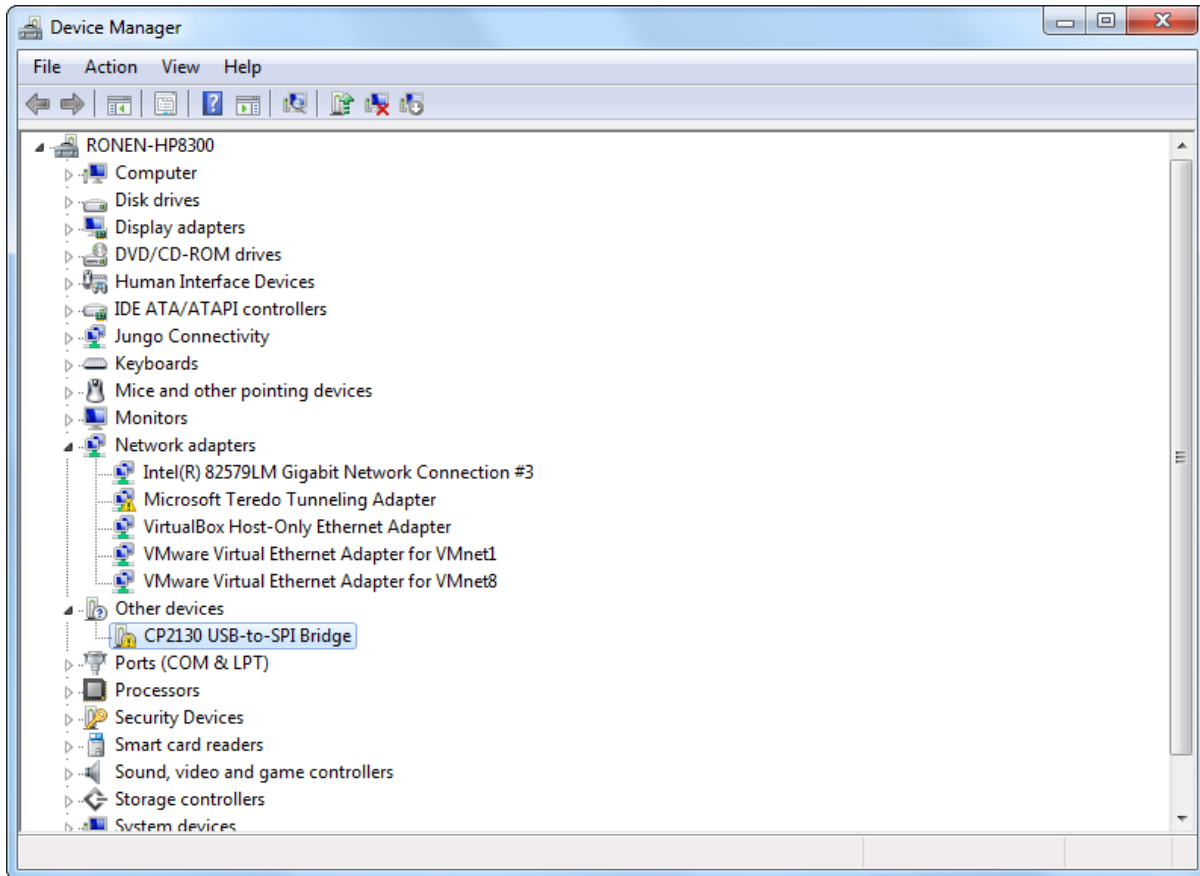 Device Manager
File Action View Help
RONEN-HP8300
Computer
Disk drives
Display adapters
DVD/CD-ROM drives
Human Interface Devices
IDE ATA/ATAPI controllers
Jungo Connectivity
Keyboards
Mice and other pointing devices
Monitors
Network adapters
Intel(R) 82579LM Gigabit Network Connection #3
Microsoft Teredo Tunneling Adapter
VirtualBox Host-Only Ethernet Adapter
VMware Virtual Ethernet Adapter for VMnet1
VMware Virtual Ethernet Adapter for VMnet8
Other devices
CP2130 USB-to-SPI Bridge
Ports (COM & LPT)
Processors
Security Devices
Smart card readers
Sound, video and game controllers
Storage controllers
System devices